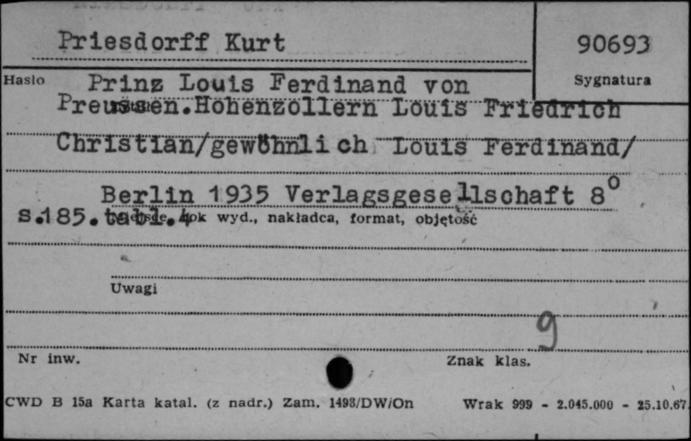 Priesdorff Kurt
90693
Hasło
Prinz Louis Ferdinand von
Sygnatura
Preussen.Hohenzollern Louis Friedrich
Christian/gewöhnlich Louis Ferdinand/
Berlin 1935 Verlagsgesellschaft 8°
s.185.tabl.4
rok wyd., nakładca, format, objętość
Uwagi
9
Nr inw.
Znak klas.
CWD B 15a Karta katal. (z nadr.) Zam. 1498/DW/On
Wrak 999 - 2.045.000 - 25.10.67.